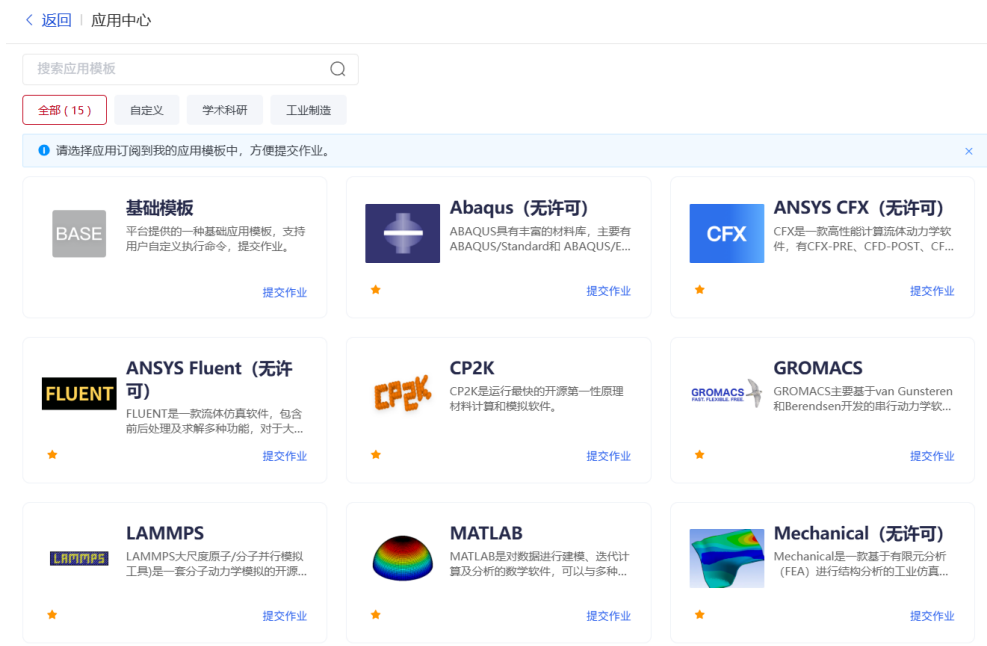 返回 | 应用中心
搜索应用模板
全部 ( 15 ) 自定义 学术科研 工业制造
请选择应用订阅到我的应用模板中，方便提交作业。
BASE
基础模板
平台提供的一种基础应用模板，支持
用户自定义执行命令，提交作业。
提交作业
Abaqus（无许可）
ABAQUS具有丰富的材料库，主要有
ABAQUS/Standard和 ABAQUS/E...
提交作业
CFX
ANSYS CFX（无许可）
CFX是一款高性能计算流体动力学软
件，有CFX-PRE、CFD-POST、CF...
提交作业
FLUENT
ANSYS Fluent（无许
可）
FLUENT是一款流体仿真软件，包含
前后处理及求解多种功能，对于大...
提交作业
CP2K
CP2K
CP2K是运行最快的开源第一性原理
材料计算和模拟软件。
提交作业
GROMACS
FAST. FLEXIBLE. FREE.
GROMACS
GROMACS主要基于van Gunsteren
和Berendsen开发的串行动力学软...
提交作业
LAMMPS
LAMMPS
LAMMPS大尺度原子/分子并行模拟
工具)是一套分子动力学模拟的开源...
提交作业
MATLAB
MATLAB是对数据进行建模、迭代计
算及分析的数学软件，可以与多种...
提交作业
Mechanical（无许可）
Mechanical是一款基于有限元分析
（FEA）进行结构分析的工业仿真...
提交作业